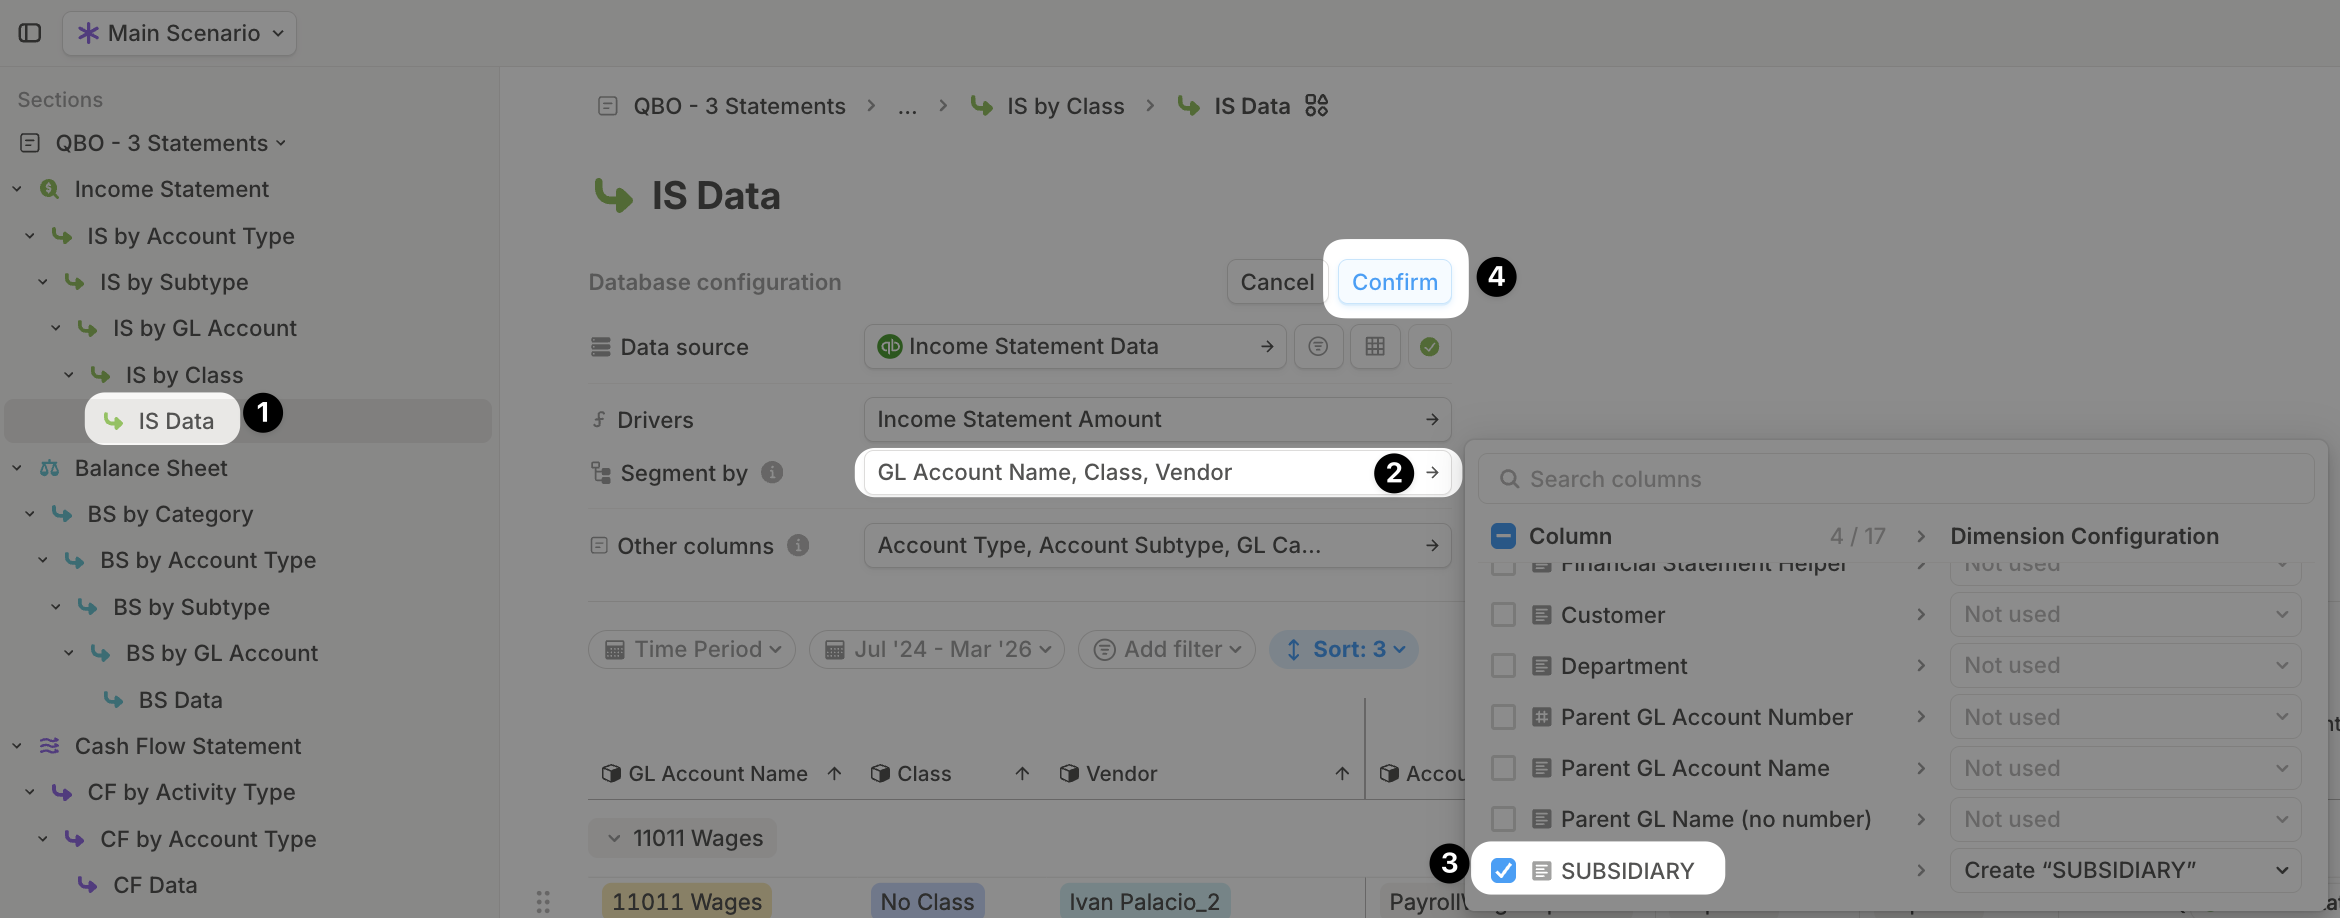 Main Scenario
Sections
QBO - 3 Statements
Income Statement
IS by Account Type
IS by Subtype
IS by GL Account
IS by Class
IS Data
1
Balance Sheet
BS by Category
BS by Account Type
BS by Subtype
BS by GL Account
BS Data
Cash Flow Statement
CF by Activity Type
CF by Account Type
CF Data
QBO - 3 Statements > ... > IS by Class > IS Data
IS Data
Database configuration
Cancel
Confirm
4
Data source
qb Income Statement Data
Drivers
Income Statement Amount
Segment by
GL Account Name, Class, Vendor
2
Other columns
Account Type, Account Subtype, GL Ca...
Time Period
Jul '24 - Mar '26
Add filter
Sort: 3
GL Account Name
Class
Vendor
Accou
11011 Wages
11011 Wages
No Class
Ivan Palacio_2
Search columns
Column 4 / 17 > Dimension Configuration
Financial Statement Helper > Not used
Customer > Not used
Department > Not used
Parent GL Account Number > Not used
Parent GL Account Name > Not used
Parent GL Name (no number) > Not used
3
SUBSIDIARY > Create “SUBSIDIARY”